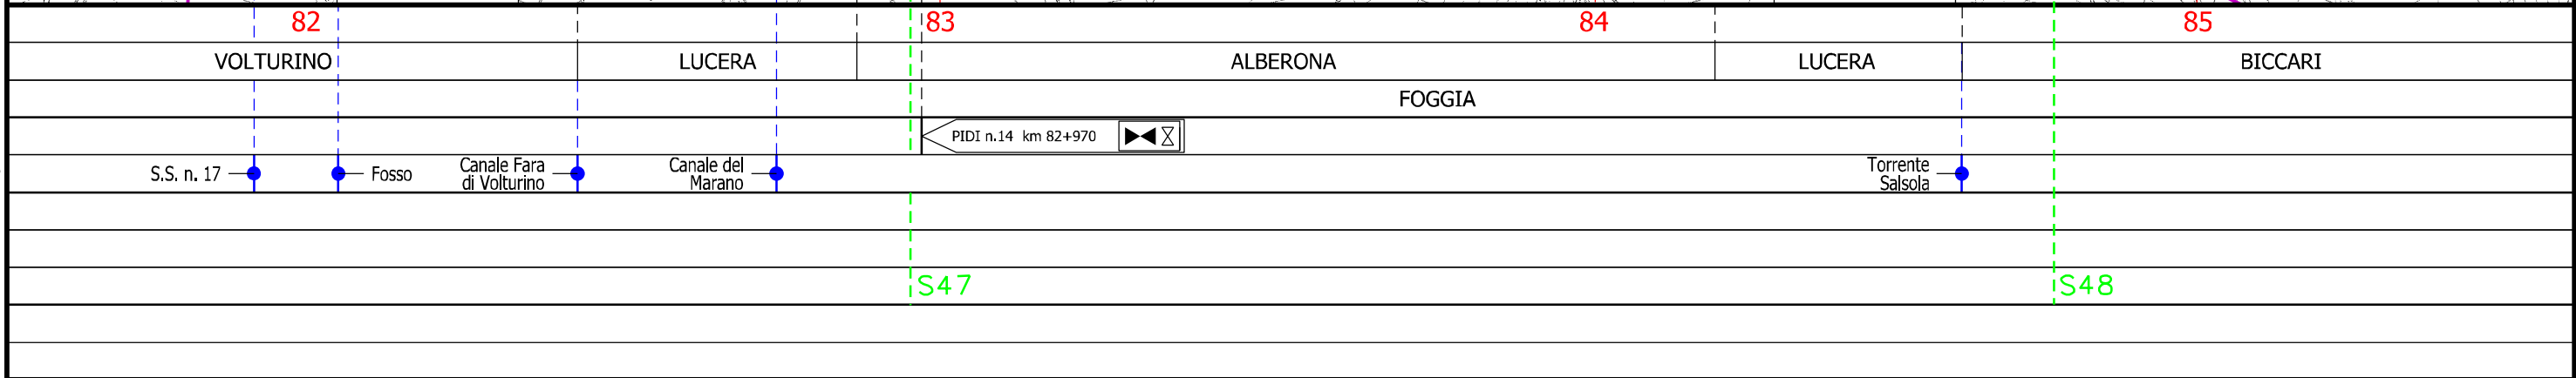 82 83 84 85
VOLTURINO LUCERA ALBERONA LUCERA BICCARI
FOGGIA
PIDI n.14 km 82+970
S.S. n. 17
Fosso
Canale Fara
di Volturino
Canale del
Marano
Torrente
Salsola
S47 S48